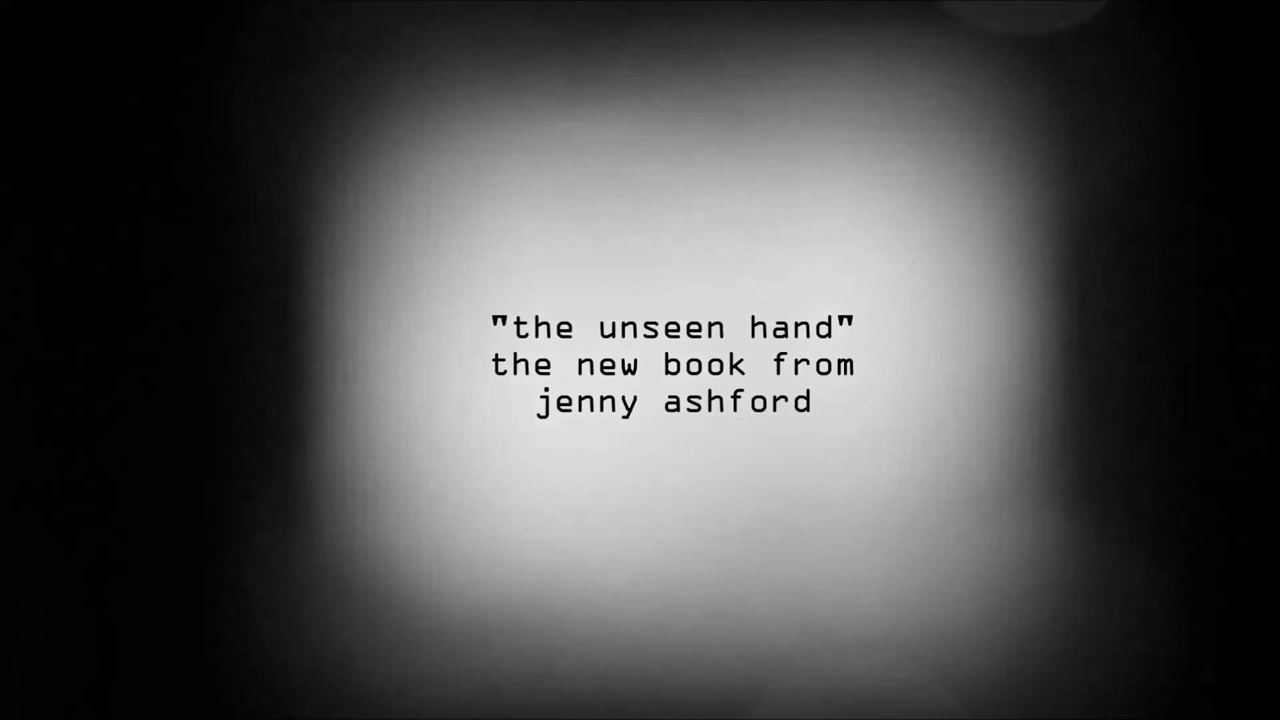 "the unseen hand"
the new book from
jenny ashford